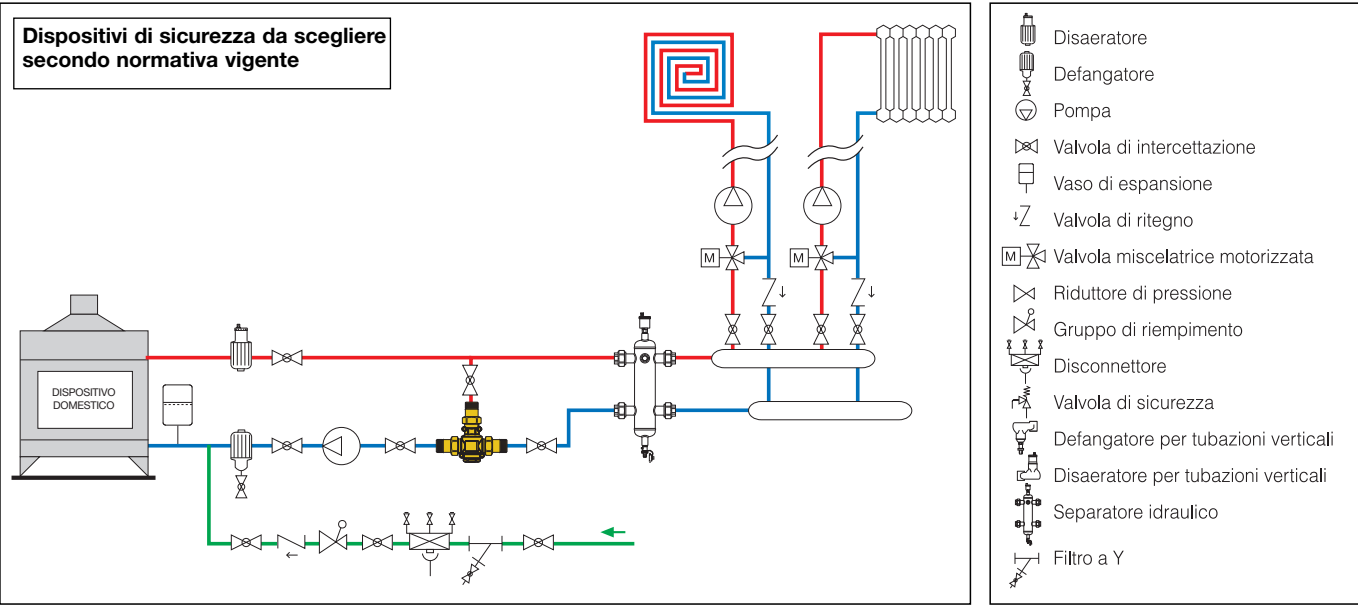 Dispositivi di sicurezza da scegliere
secondo normativa vigente
M
M
DISPOSITIVO
DOMESTICO
Disaeratore
Defangatore
Pompa
Valvola di intercettazione
Vaso di espansione
Valvola di ritegno
M
Valvola miscelatrice motorizzata
Riduttore di pressione
Gruppo di riempimento
Disconnettore
Valvola di sicurezza
Defangatore per tubazioni verticali
Disaeratore per tubazioni verticali
Separatore idraulico
Filtro a Y